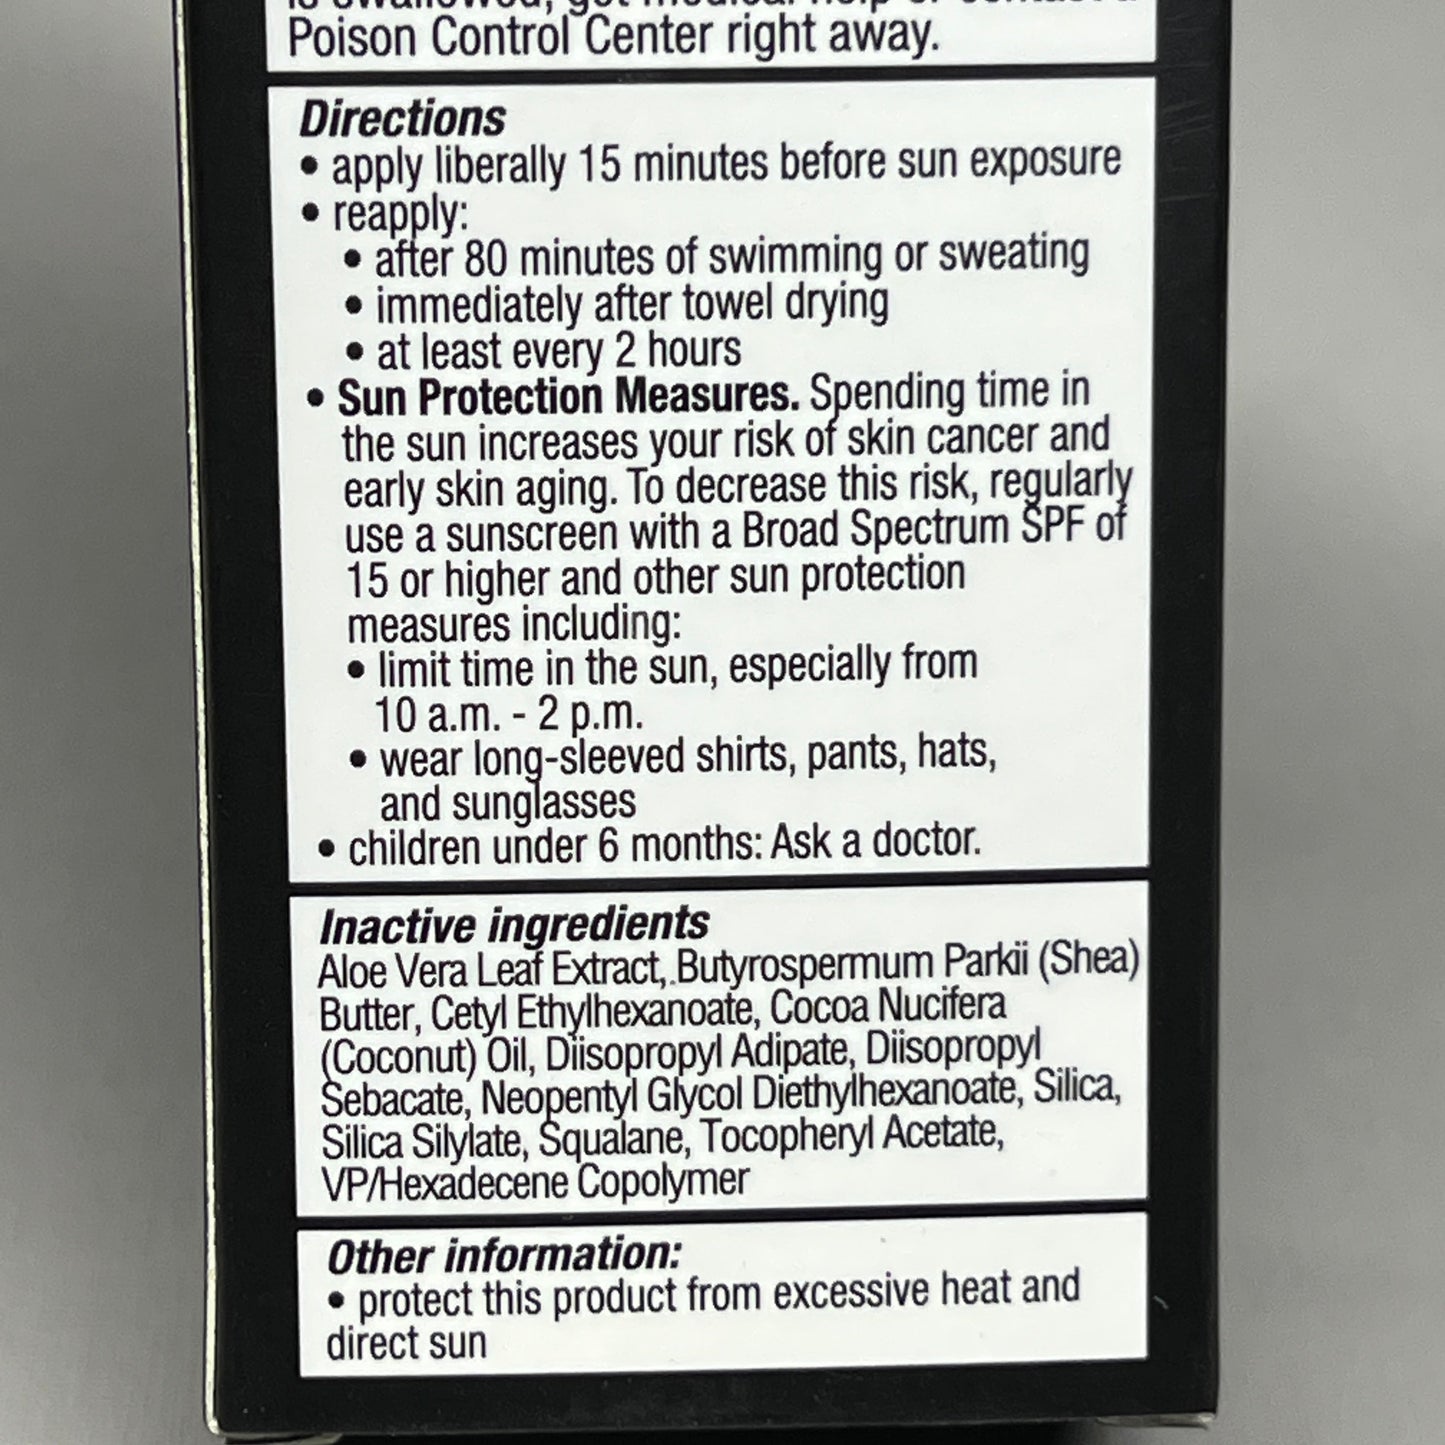 is swallowed, get medical help or contact a
Poison Control Center right away.
Directions
• apply liberally 15 minutes before sun exposure
• reapply:
• after 80 minutes of swimming or sweating
• immediately after towel drying
• at least every 2 hours
• Sun Protection Measures. Spending time in
the sun increases your risk of skin cancer and
early skin aging. To decrease this risk, regularly
use a sunscreen with a Broad Spectrum SPF of
15 or higher and other sun protection
measures including:
• limit time in the sun, especially from
10 a.m. - 2 p.m.
• wear long-sleeved shirts, pants, hats,
and sunglasses
• children under 6 months: Ask a doctor.
Inactive ingredients
Aloe Vera Leaf Extract,.Butyrospermum Parkii (Shea)
Butter, Cetyl Ethylhexanoate, Cocoa Nucifera
(Coconut) Oil, Diisopropyl Adipate, Diisopropyl
Sebacate, Neopentyl Glycol Diethylhexanoate, Silica,
Silica Silylate, Squalane, Tocopheryl Acetate,
VP/Hexadecene Copolymer
Other information:
• protect this product from excessive heat and
direct sun